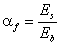 α_f = E_s / E_b